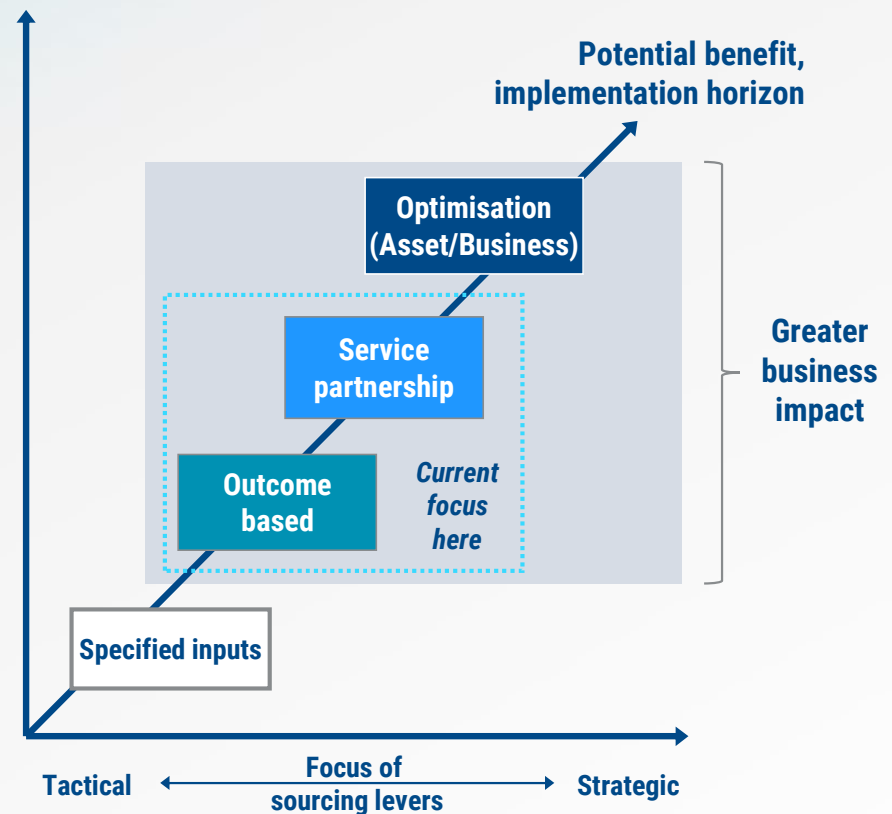 Potential benefit,
implementation horizon
Optimisation
(Asset/Business)
Service
partnership
Greater
business
impact
Outcome
based
Current
focus
here
Specified inputs
Tactical
Focus of
sourcing levers
Strategic